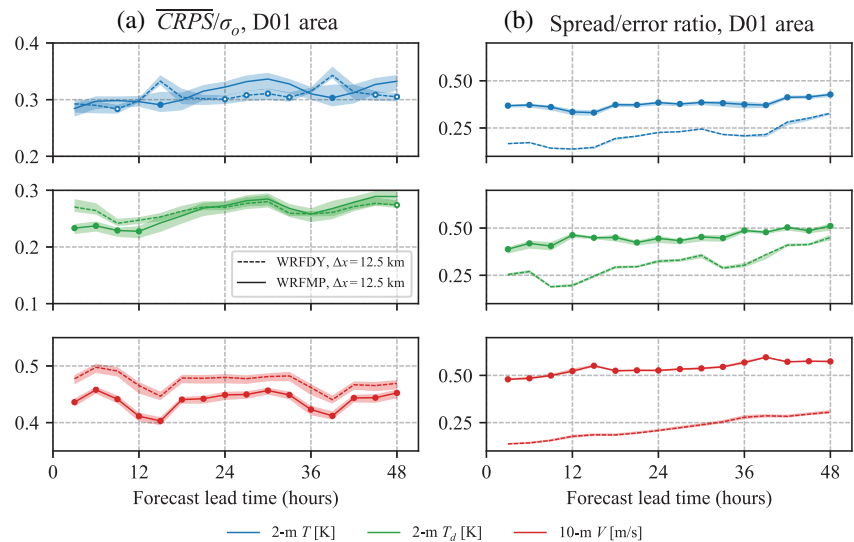 (a) CRPS/σₒ, D01 area
(b) Spread/error ratio, D01 area
0.4
0.3
0.2
0.50
0.25
0.3
0.2
0.1
WRFDY, Δx = 12.5 km
WRFMP, Δx = 12.5 km
0.50
0.25
0.5
0.4
0.50
0.25
0 12 24 36 48
0 12 24 36 48
Forecast lead time (hours)
Forecast lead time (hours)
2-m T [K]
2-m T_d [K]
10-m V [m/s]